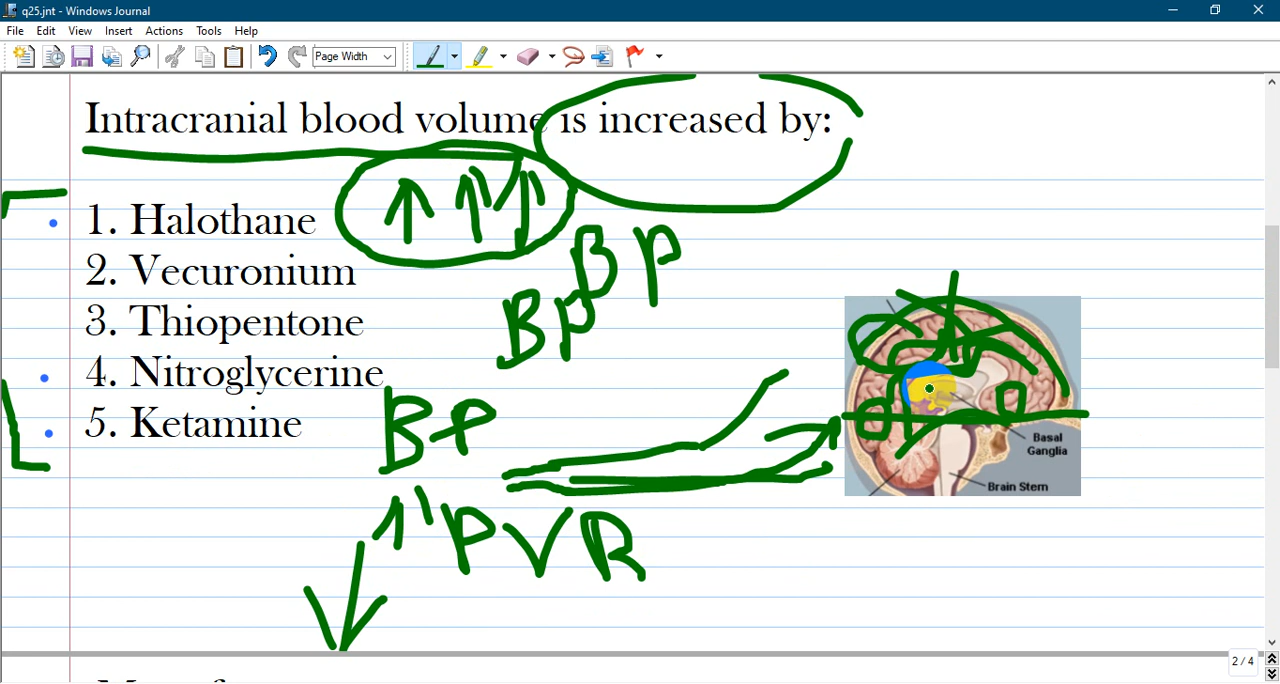 q25.jnt - Windows Journal
File Edit View Insert Actions Tools Help
Page Width
Intracranial blood volume is increased by:
1. Halothane
2. Vecuronium
3. Thiopentone
4. Nitroglycerine
5. Ketamine
BP
BP
BP
PVR
Basal
Ganglia
Brain Stem
2 / 4